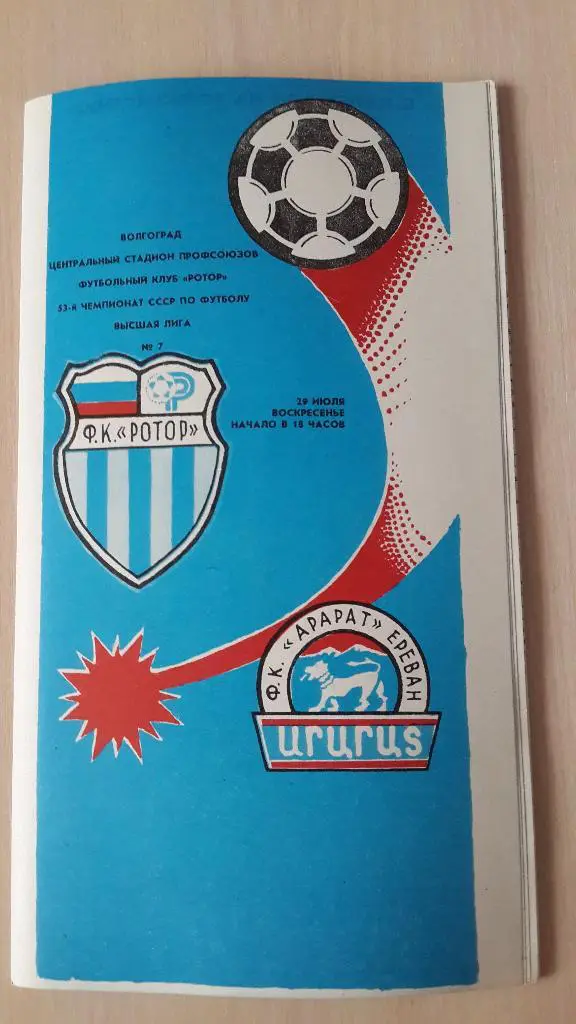 ВОЛГОГРАД
ЦЕНТРАЛЬНЫЙ СТАДИОН ПРОФСОЮЗОВ
ФУТБОЛЬНЫЙ КЛУБ «РОТОР»
53-й ЧЕМПИОНАТ СССР ПО ФУТБОЛУ
ВЫСШАЯ ЛИГА
№ 7
Ф.К. «РОТОР»
29 ИЮЛЯ
ВОСКРЕСЕНЬЕ
НАЧАЛО В 18 ЧАСОВ
Ф.К. «АРАРАТ» ЕРЕВАН
ԱՐԱՐԱՏ